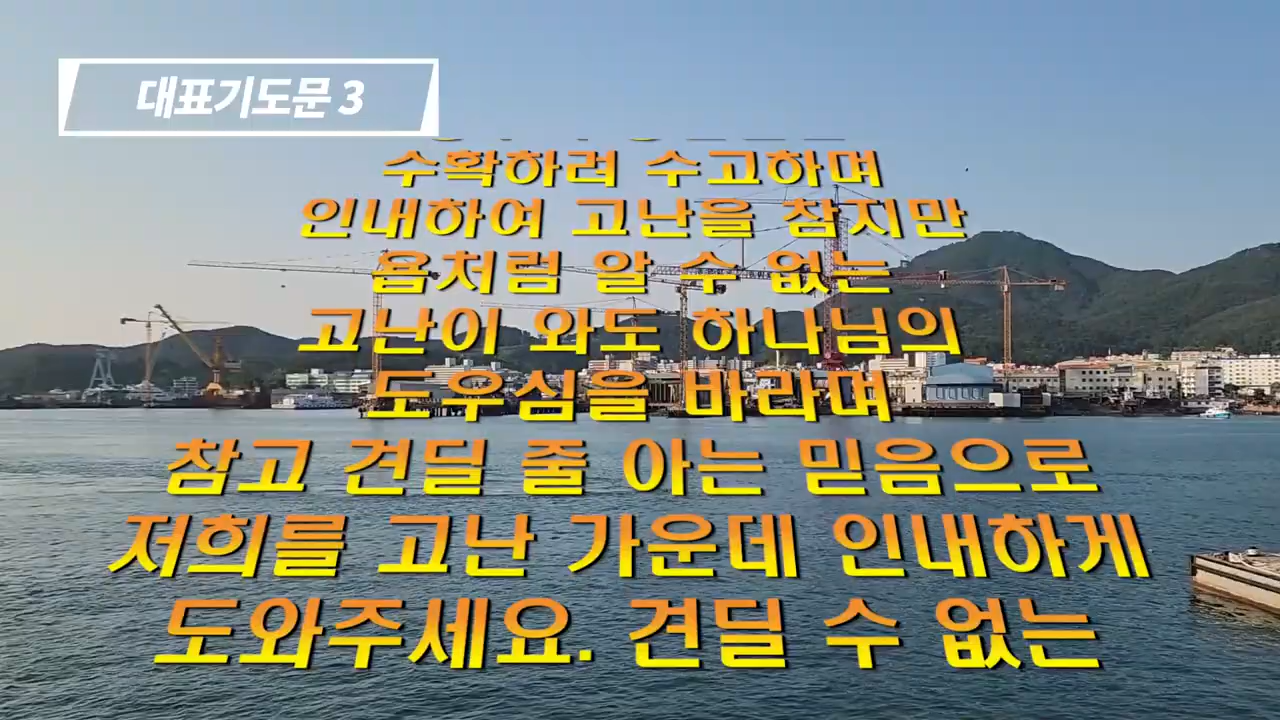 대표기도문 3
수확하려 수고하며
인내하여 고난을 참지만
욥처럼 알 수 없는
고난이 와도 하나님의
도우심을 바라며
참고 견딜 줄 아는 믿음으로
저희를 고난 가운데 인내하게
도와주세요. 견딜 수 없는